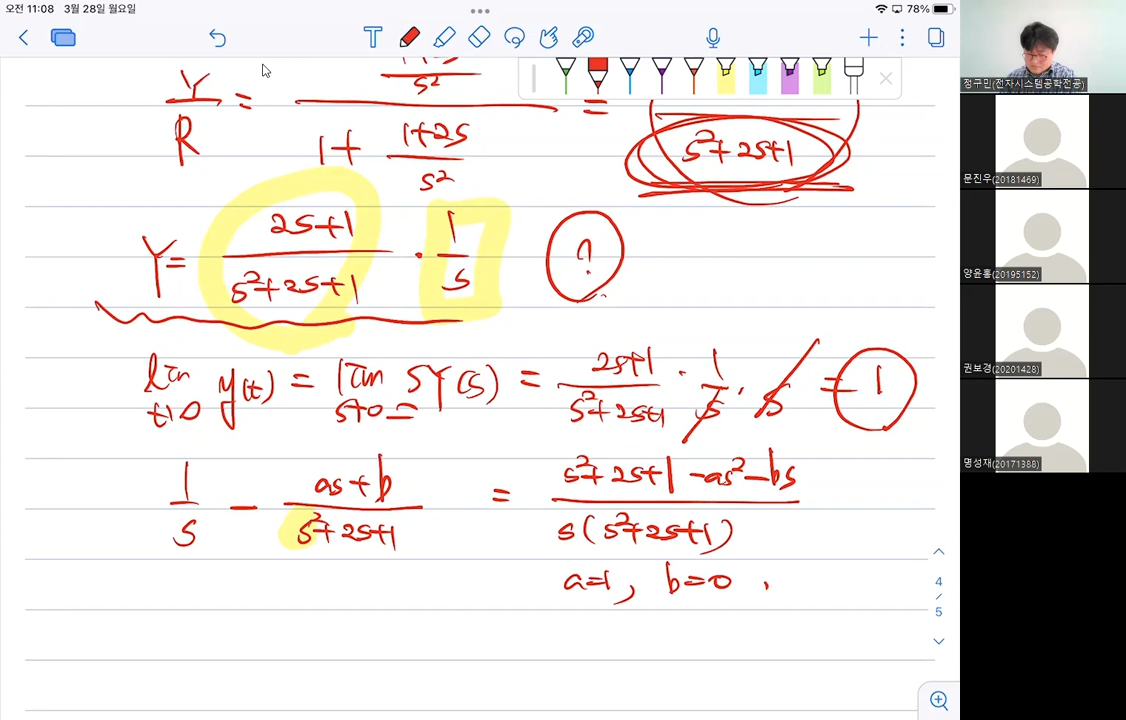 오전 11:08 3월 28일 월요일 78%
Y/R = (1+2s)/s² / (1 + (1+2s)/s²) = s²+2s+1
Y= (2s+1)/(s²+2s+1) · 1/s ?
lim t→∞ y(t) = lim s→0 SY(s) = (2s+1)/(s²+2s+1) · 1/s · s = 1
1/s - (as+b)/(s²+2s+1) = (s²+2s+1-as²-bs)/(s(s²+2s+1))
a=1, b=0,
4/5
정구민(전자시스템공학전공)
문진우(20181469)
양윤홍(20195152)
권보경(20201428)
명성재(20171388)